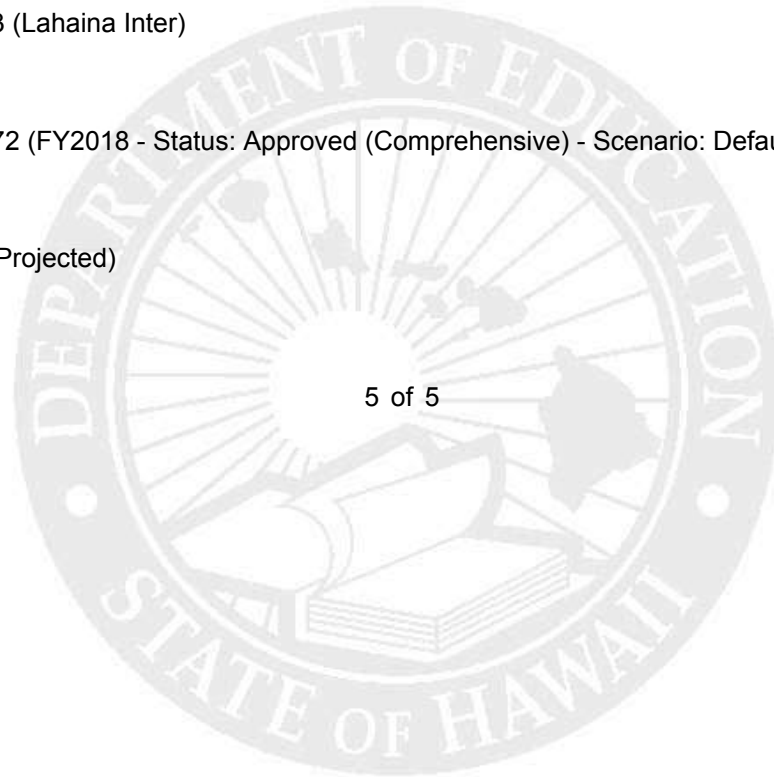 3 (Lahaina Inter)
72 (FY2018 - Status: Approved (Comprehensive) - Scenario: Defau
Projected)
5 of 5
DEPARTMENT OF EDUCATION
STATE OF HAWAII